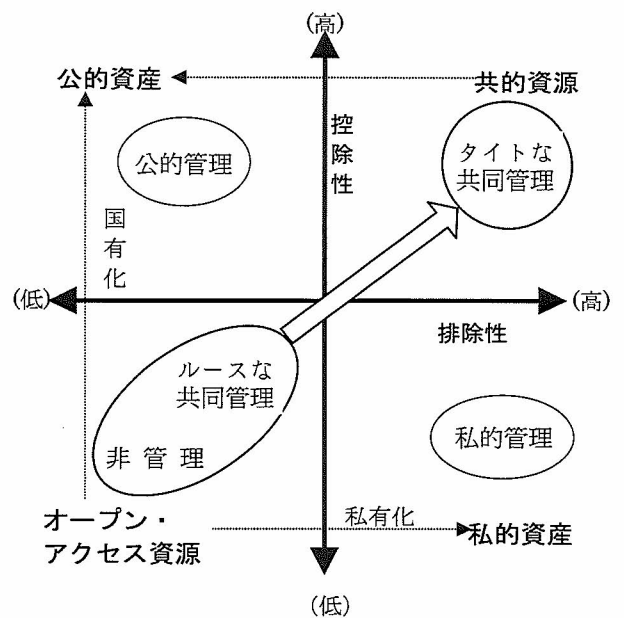 (高)
公的資産
共的資源
控除性
公的管理
タイトな
共同管理
国有化
(低)
(高)
排除性
ルースな
共同管理
非管理
私的管理
オープン・
アクセス資源
私有化
私的資産
(低)